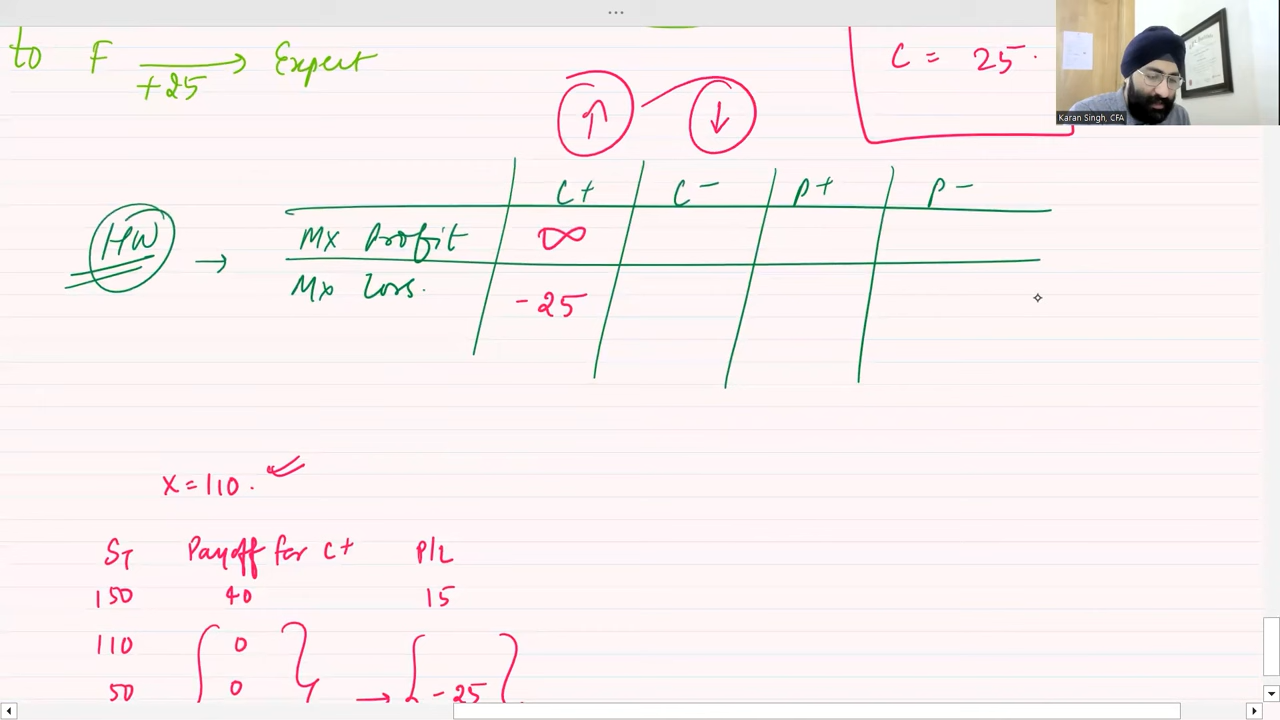 to F +25 Expert
C = 25.
↑ ↓
C+ C- P+ P-
HW → Mx Profit ∞
Mx Loss. -25
X=110.
ST Payoff for C+ P/L
150 40 15
110 0
50 0 → -25
Karan Singh, CFA